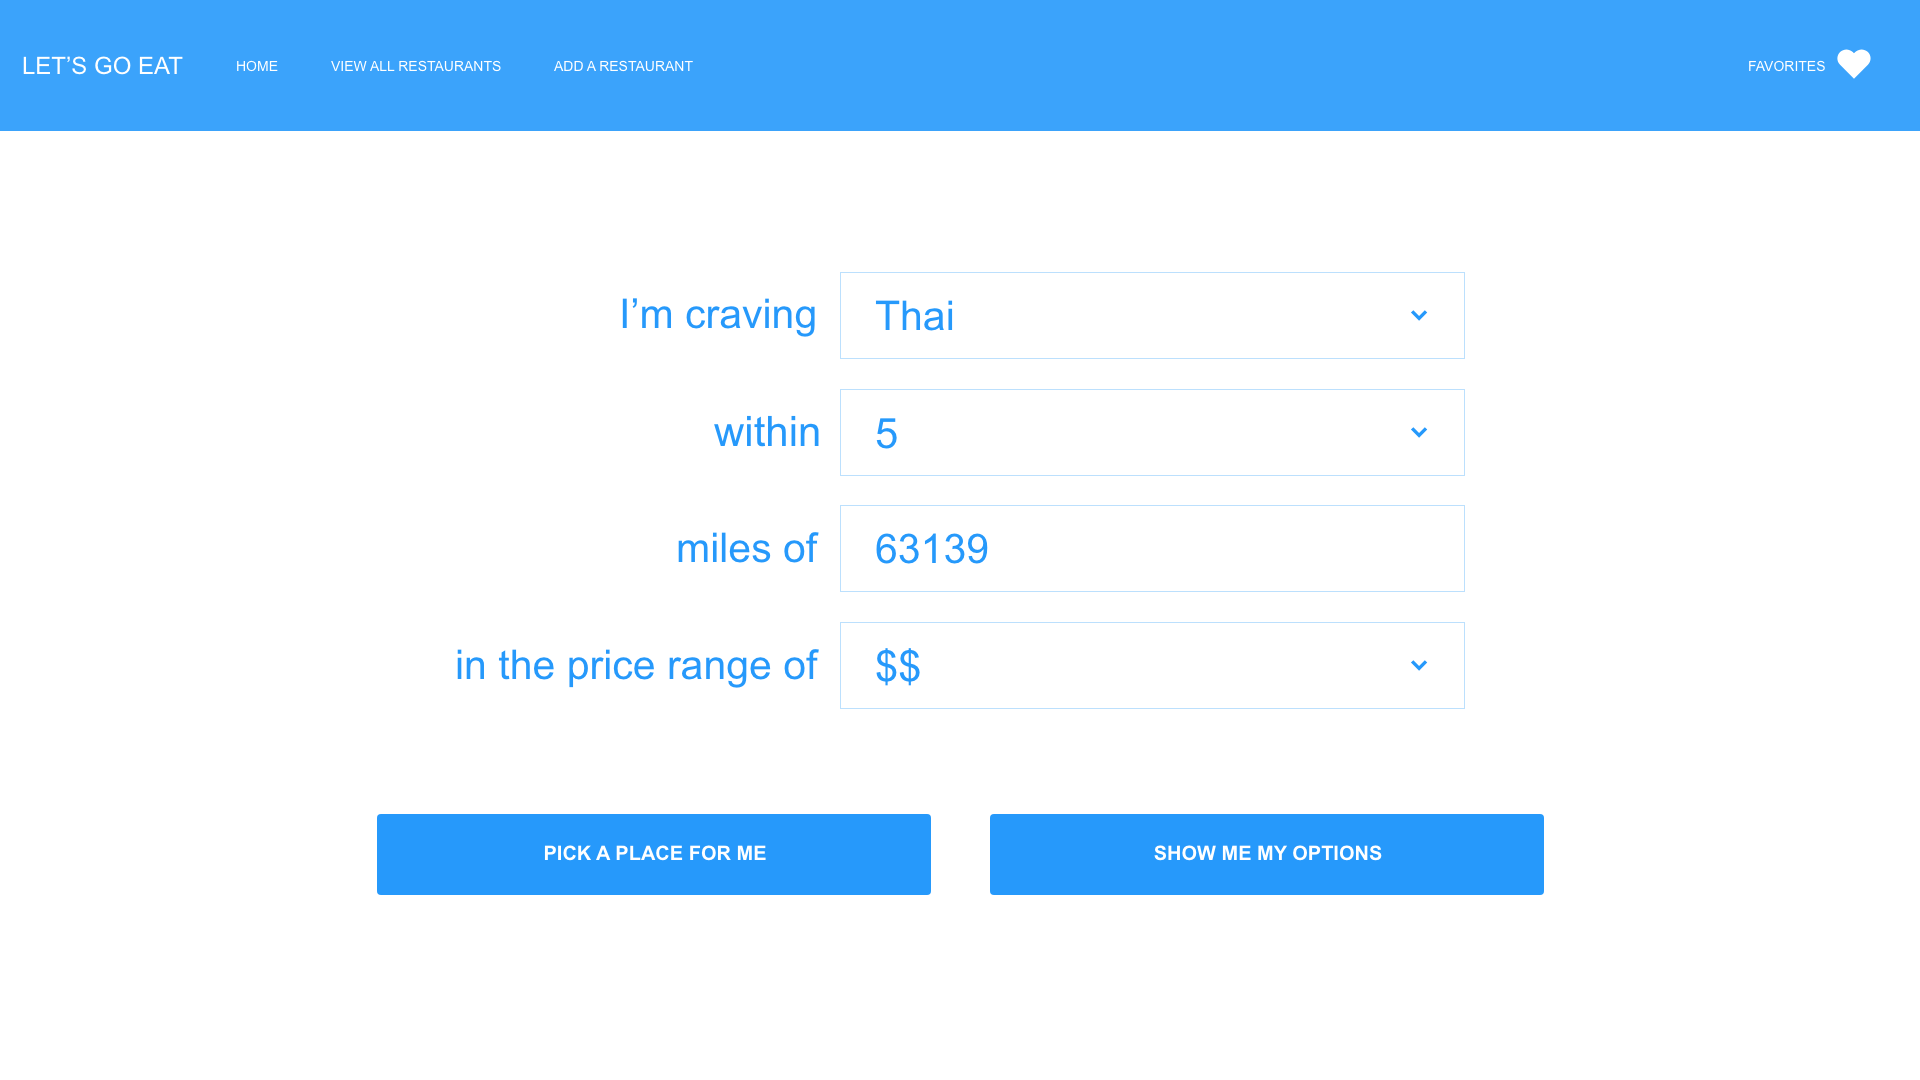 LET’S GO EAT HOME VIEW ALL RESTAURANTS ADD A RESTAURANT FAVORITES
I’m craving Thai
within 5
miles of 63139
in the price range of $$
PICK A PLACE FOR ME SHOW ME MY OPTIONS